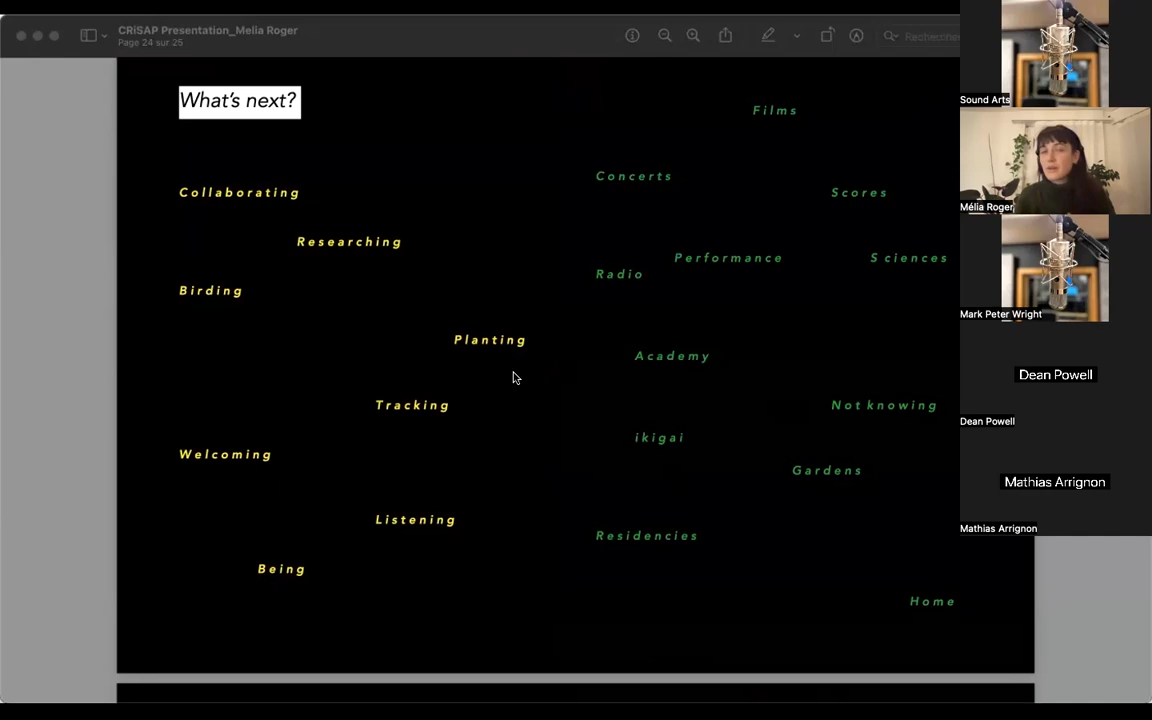 CRiSAP Presentation_Melia Roger
Page 24 sur 25
Recherche
What's next?
Films
Concerts
Collaborating
Scores
Researching
Performance
Sciences
Radio
Birding
Planting
Academy
Tracking
Not knowing
ikigai
Welcoming
Gardens
Listening
Residencies
Being
Home
Sound Arts
Mélia Roger
Mark Peter Wright
Dean Powell
Dean Powell
Mathias Arrignon
Mathias Arrignon